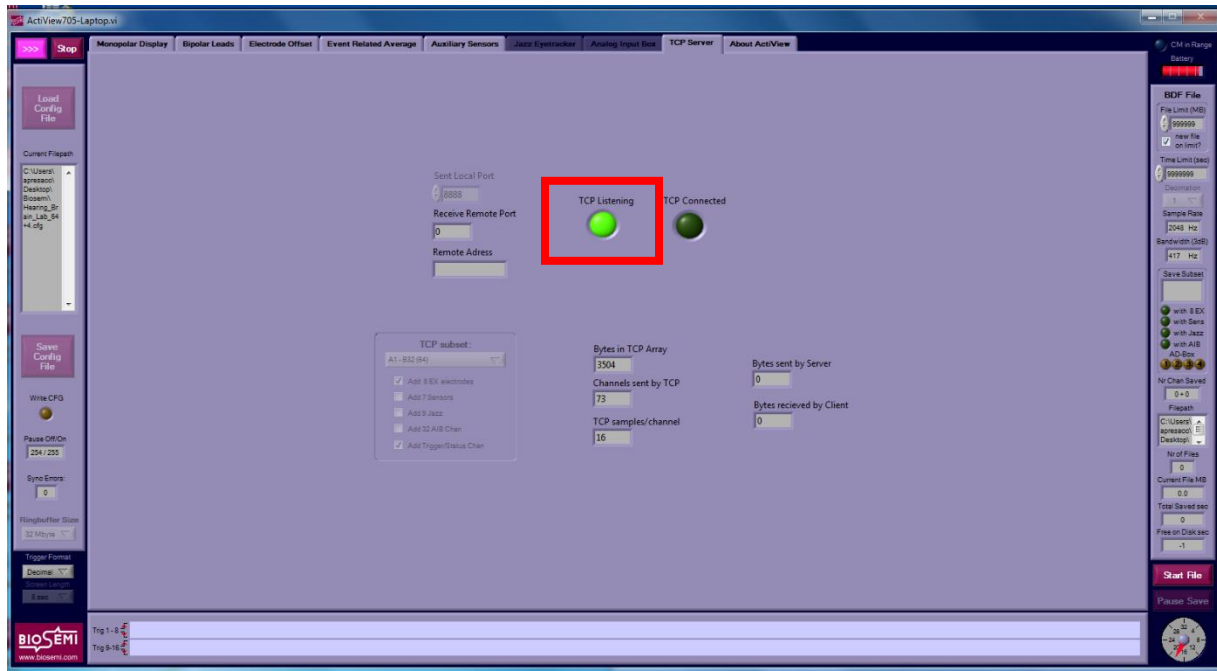 ActiView705-Laptop.vi
>>>
Stop
Monopolar Display
Bipolar Leads
Electrode Offset
Event Related Average
Auxiliary Sensors
Jazz Eyetracker
Analog Input Box
TCP Server
About ActiView
CM in Range
Battery
Load
Config
File
Current Filepath
C:\Users\
apresacc\
Desktop\
Biosemi\
Hearing_Br
ain_Lab_64
+4.cfg
Save
Config
File
Write CFG
Pause Off/On
254 / 255
Sync Errors:
0
Ringbuffer Size
32 Mbyte
Trigger Format
Decimal
Screen Length
8 sec
BIOSEMI
www.biosemi.com
Sent Local Port
8888
Receive Remote Port
0
Remote Adress
TCP Listening
TCP Connected
TCP subset:
A1 - B32 (64)
Add 8 EX electrodes
Add 7 Sensors
Add 9 Jazz
Add 32 AIB Chan
Add Trigger/Status Chan
Bytes in TCP Array
3504
Channels sent by TCP
73
TCP samples/channel
16
Bytes sent by Server
0
Bytes recieved by Client
0
Trig 1 - 8
Trig 9-16
BDF File
File Limit (MB)
999999
new file
on limit?
Time Limit (sec)
9999999
Decimation
1
Sample Rate
2048 Hz
Bandwidth (3dB)
417 Hz
Save Subset
with 8 EX
with Sens
with Jazz
with AIB
AD-Box
1 2 3 4
Nr Chan Saved
0 + 0
Filepath
C:\Users\
apresacc\
Desktop\
Nr of Files
0
Current File MB
0.0
Total Saved sec
0
Free on Disk sec
-1
Start File
Pause Save